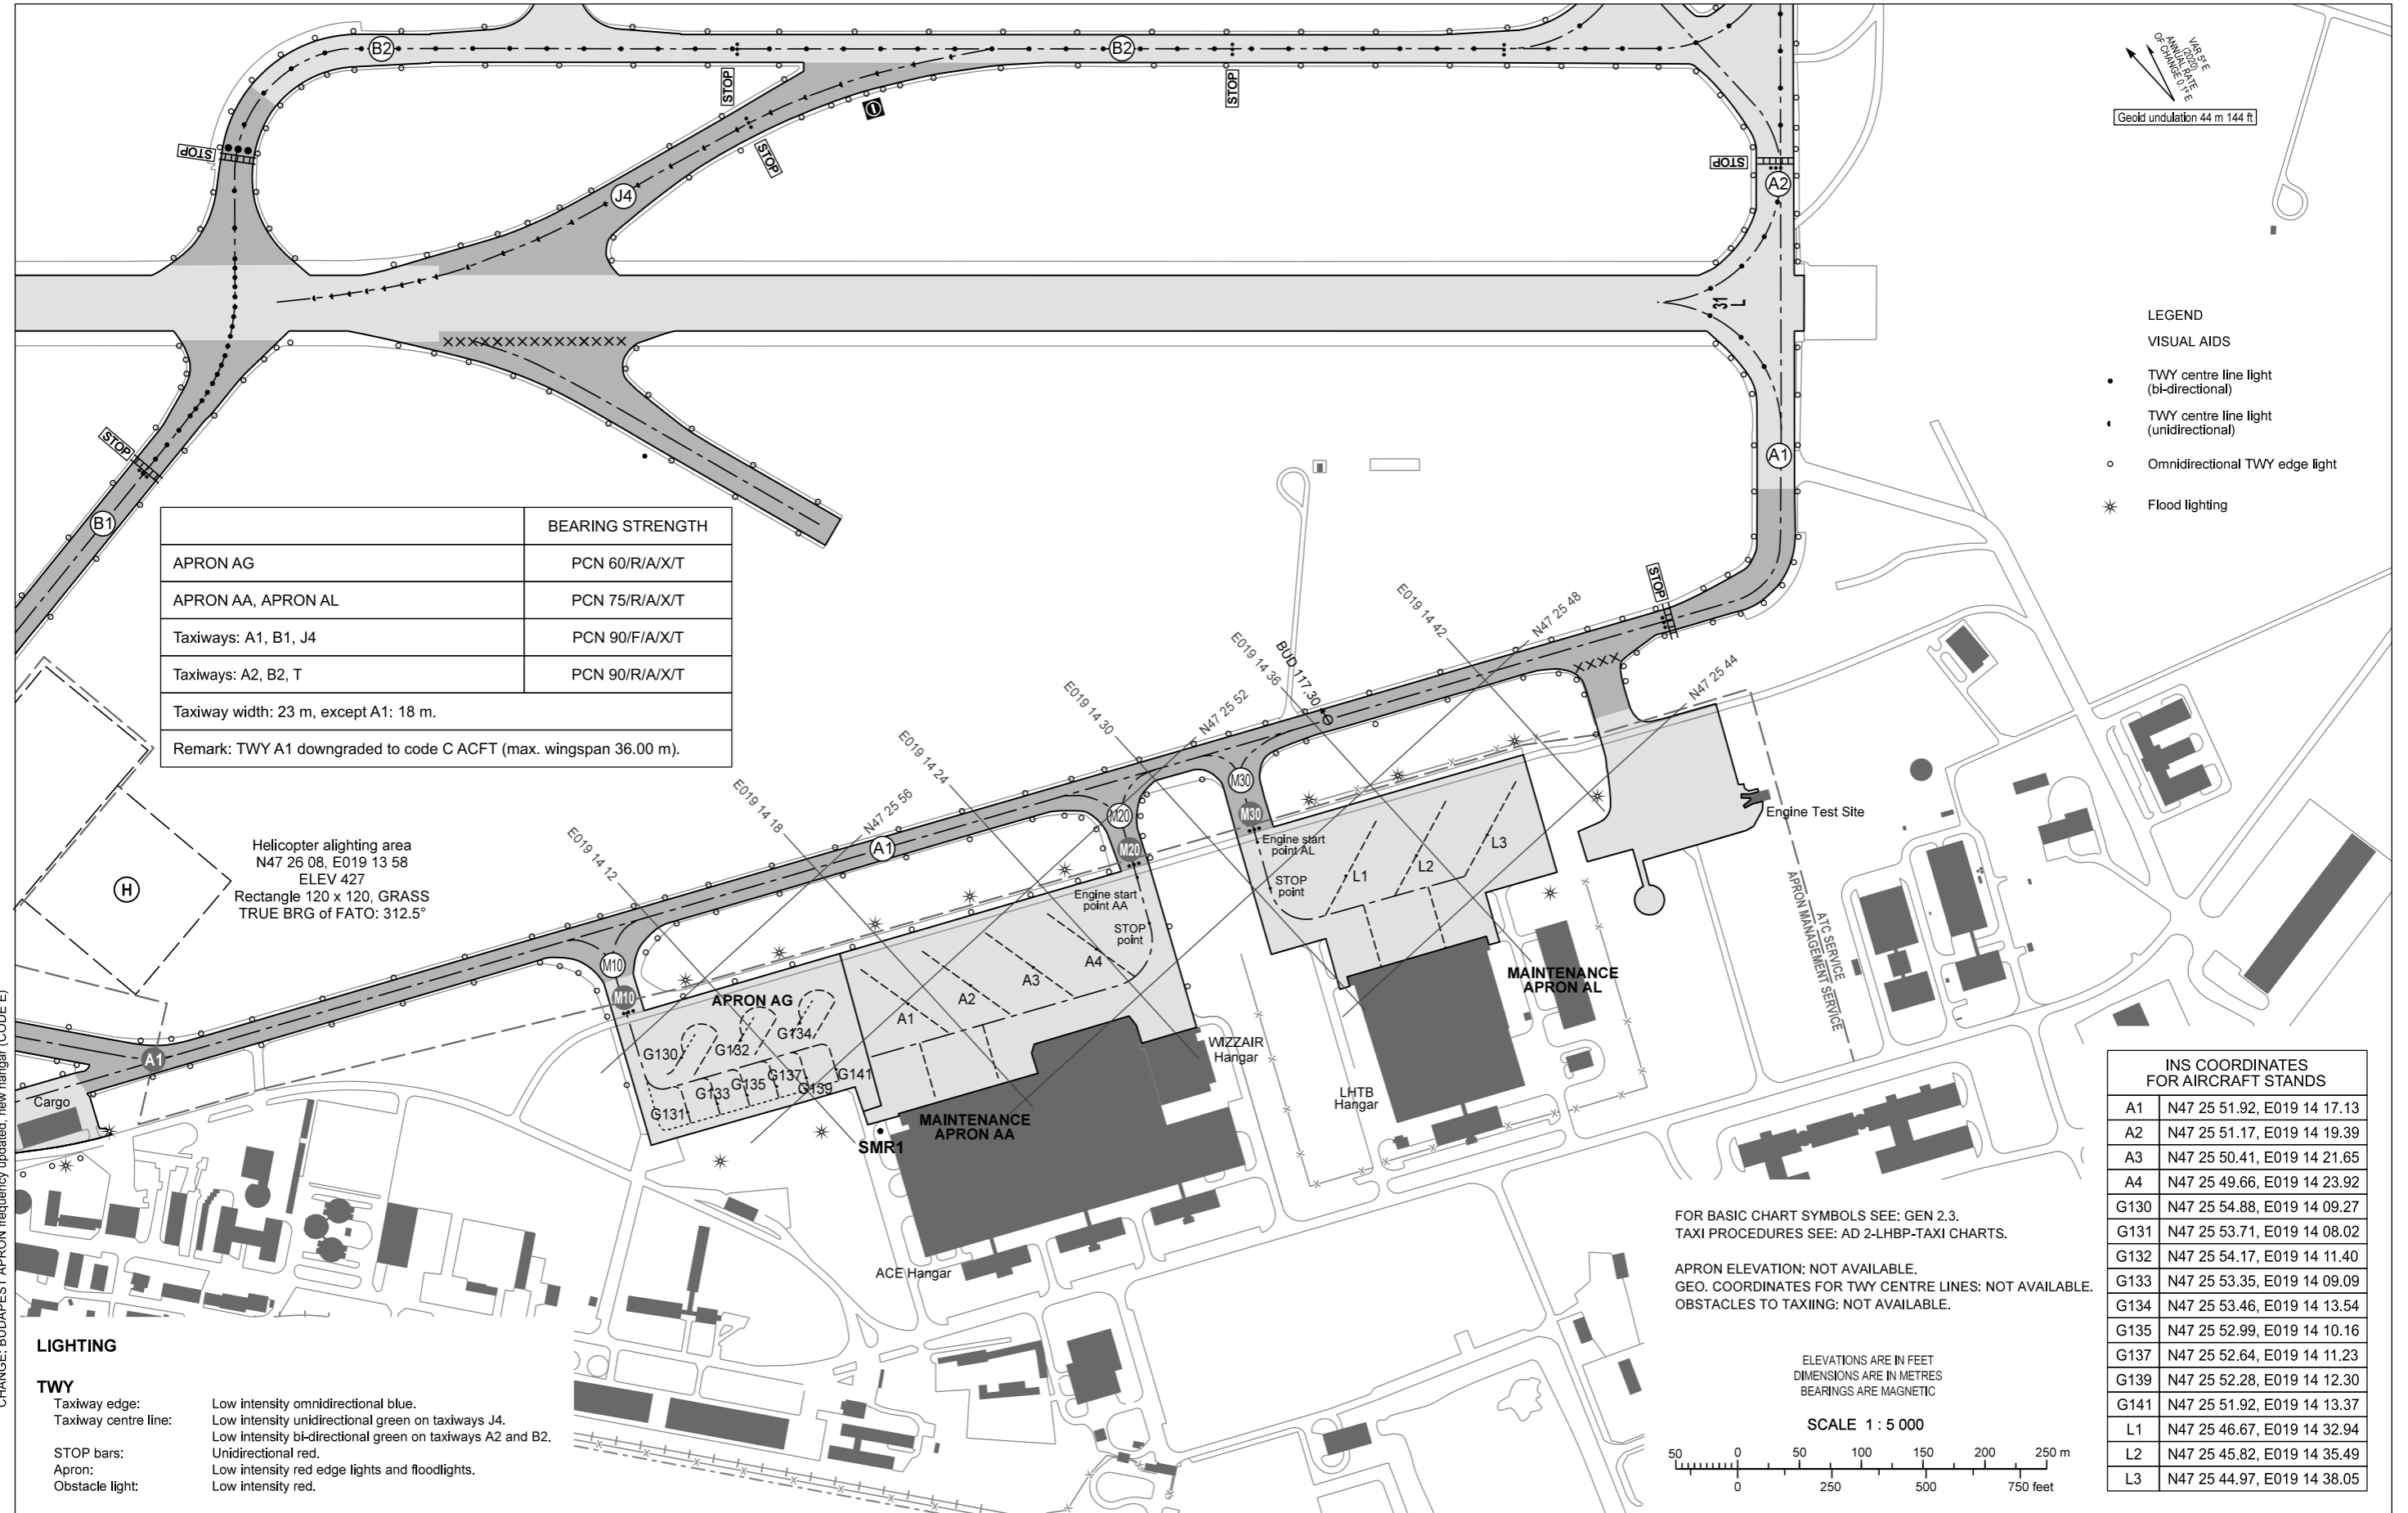 B2
B2
STOP
STOP
STOP
STOP
STOP
J4
A2
31
L
VAR 5° E
(2020)
ANNUAL RATE
OF CHANGE 0.1° E
Geoid undulation 44 m 144 ft
LEGEND
VISUAL AIDS
TWY centre line light
(bi-directional)
TWY centre line light
(unidirectional)
Omnidirectional TWY edge light
Flood lighting
STOP
B1
A1
STOP
BEARING STRENGTH
APRON AG PCN 60/R/A/X/T
APRON AA, APRON AL PCN 75/R/A/X/T
Taxiways: A1, B1, J4 PCN 90/F/A/X/T
Taxiways: A2, B2, T PCN 90/R/A/X/T
Taxiway width: 23 m, except A1: 18 m.
Remark: TWY A1 downgraded to code C ACFT (max. wingspan 36.00 m).
Helicopter alighting area
N47 26 08, E019 13 58
ELEV 427
Rectangle 120 x 120, GRASS
TRUE BRG of FATO: 312.5°
H
E019 14 12
E019 14 18
E019 14 24
E019 14 30
E019 14 36
E019 14 42
N47 25 56
N47 25 52
N47 25 48
N47 25 44
BUD 117,30
A1
M10
M10
M20
M20
M30
M30
A1
Cargo
Engine start
point AL
STOP
point
L1
L2
L3
Engine Test Site
Engine start
point AA
STOP
point
A1
A2
A3
A4
APRON AG
G130
G132
G134
G131
G133
G135
G137
G139
G141
MAINTENANCE
APRON AL
ATC SERVICE
APRON MANAGEMENT SERVICE
WIZZAIR
Hangar
LHTB
Hangar
MAINTENANCE
APRON AA
SMR1
ACE Hangar
FOR BASIC CHART SYMBOLS SEE: GEN 2.3.
TAXI PROCEDURES SEE: AD 2-LHBP-TAXI CHARTS.
APRON ELEVATION: NOT AVAILABLE.
GEO. COORDINATES FOR TWY CENTRE LINES: NOT AVAILABLE.
OBSTACLES TO TAXIING: NOT AVAILABLE.
ELEVATIONS ARE IN FEET
DIMENSIONS ARE IN METRES
BEARINGS ARE MAGNETIC
SCALE 1 : 5 000
50 0 50 100 150 200 250 m
0 250 500 750 feet
INS COORDINATES
FOR AIRCRAFT STANDS
A1 N47 25 51.92, E019 14 17.13
A2 N47 25 51.17, E019 14 19.39
A3 N47 25 50.41, E019 14 21.65
A4 N47 25 49.66, E019 14 23.92
G130 N47 25 54.88, E019 14 09.27
G131 N47 25 53.71, E019 14 08.02
G132 N47 25 54.17, E019 14 11.40
G133 N47 25 53.35, E019 14 09.09
G134 N47 25 53.46, E019 14 13.54
G135 N47 25 52.99, E019 14 10.16
G137 N47 25 52.64, E019 14 11.23
G139 N47 25 52.28, E019 14 12.30
G141 N47 25 51.92, E019 14 13.37
L1 N47 25 46.67, E019 14 32.94
L2 N47 25 45.82, E019 14 35.49
L3 N47 25 44.97, E019 14 38.05
LIGHTING
TWY
Taxiway edge: Low intensity omnidirectional blue.
Taxiway centre line: Low intensity unidirectional green on taxiways J4.
Low intensity bi-directional green on taxiways A2 and B2.
STOP bars: Unidirectional red.
Apron: Low intensity red edge lights and floodlights.
Obstacle light: Low intensity red.
CHANGE: BUDAPEST APRON frequency updated, new hangar (CODE E)